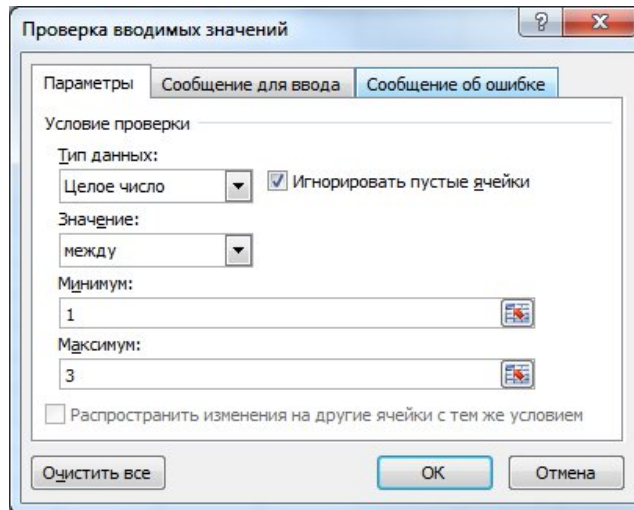 Проверка вводимых значений
Параметры Сообщение для ввода Сообщение об ошибке
Условие проверки
Тип данных:
Целое число Игнорировать пустые ячейки
Значение:
между
Минимум:
1
Максимум:
3
Распространить изменения на другие ячейки с тем же условием
Очистить все ОК Отмена